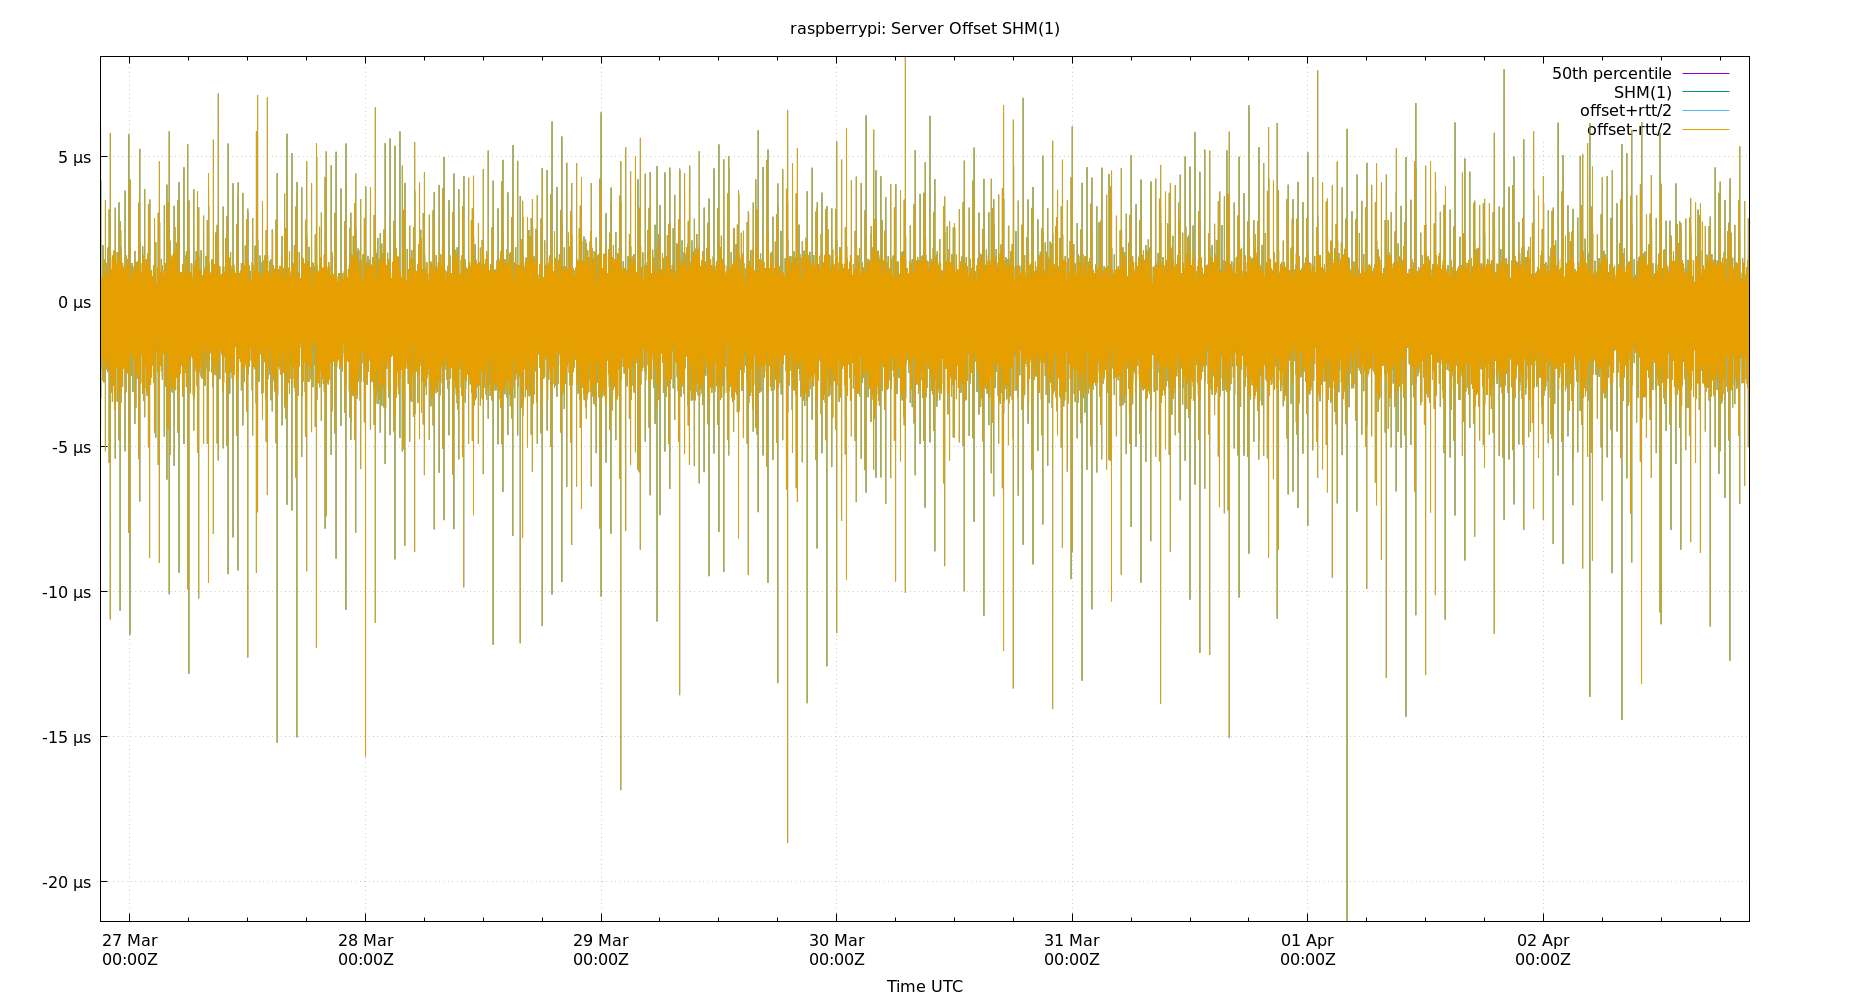 raspberrypi: Server Offset SHM(1)
50th percentile
SHM(1)
offset+rtt/2
offset-rtt/2
5 µs
0 µs
-5 µs
-10 µs
-15 µs
-20 µs
27 Mar
00:00Z
28 Mar
00:00Z
29 Mar
00:00Z
30 Mar
00:00Z
31 Mar
00:00Z
01 Apr
00:00Z
02 Apr
00:00Z
Time UTC